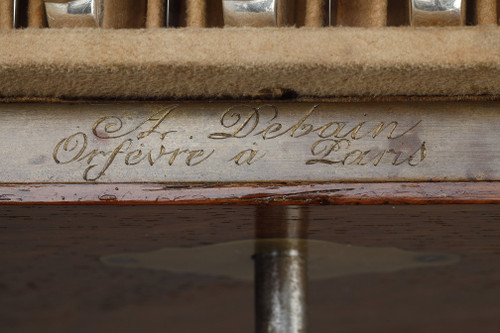 A. Debain
Orfèvre à Paris